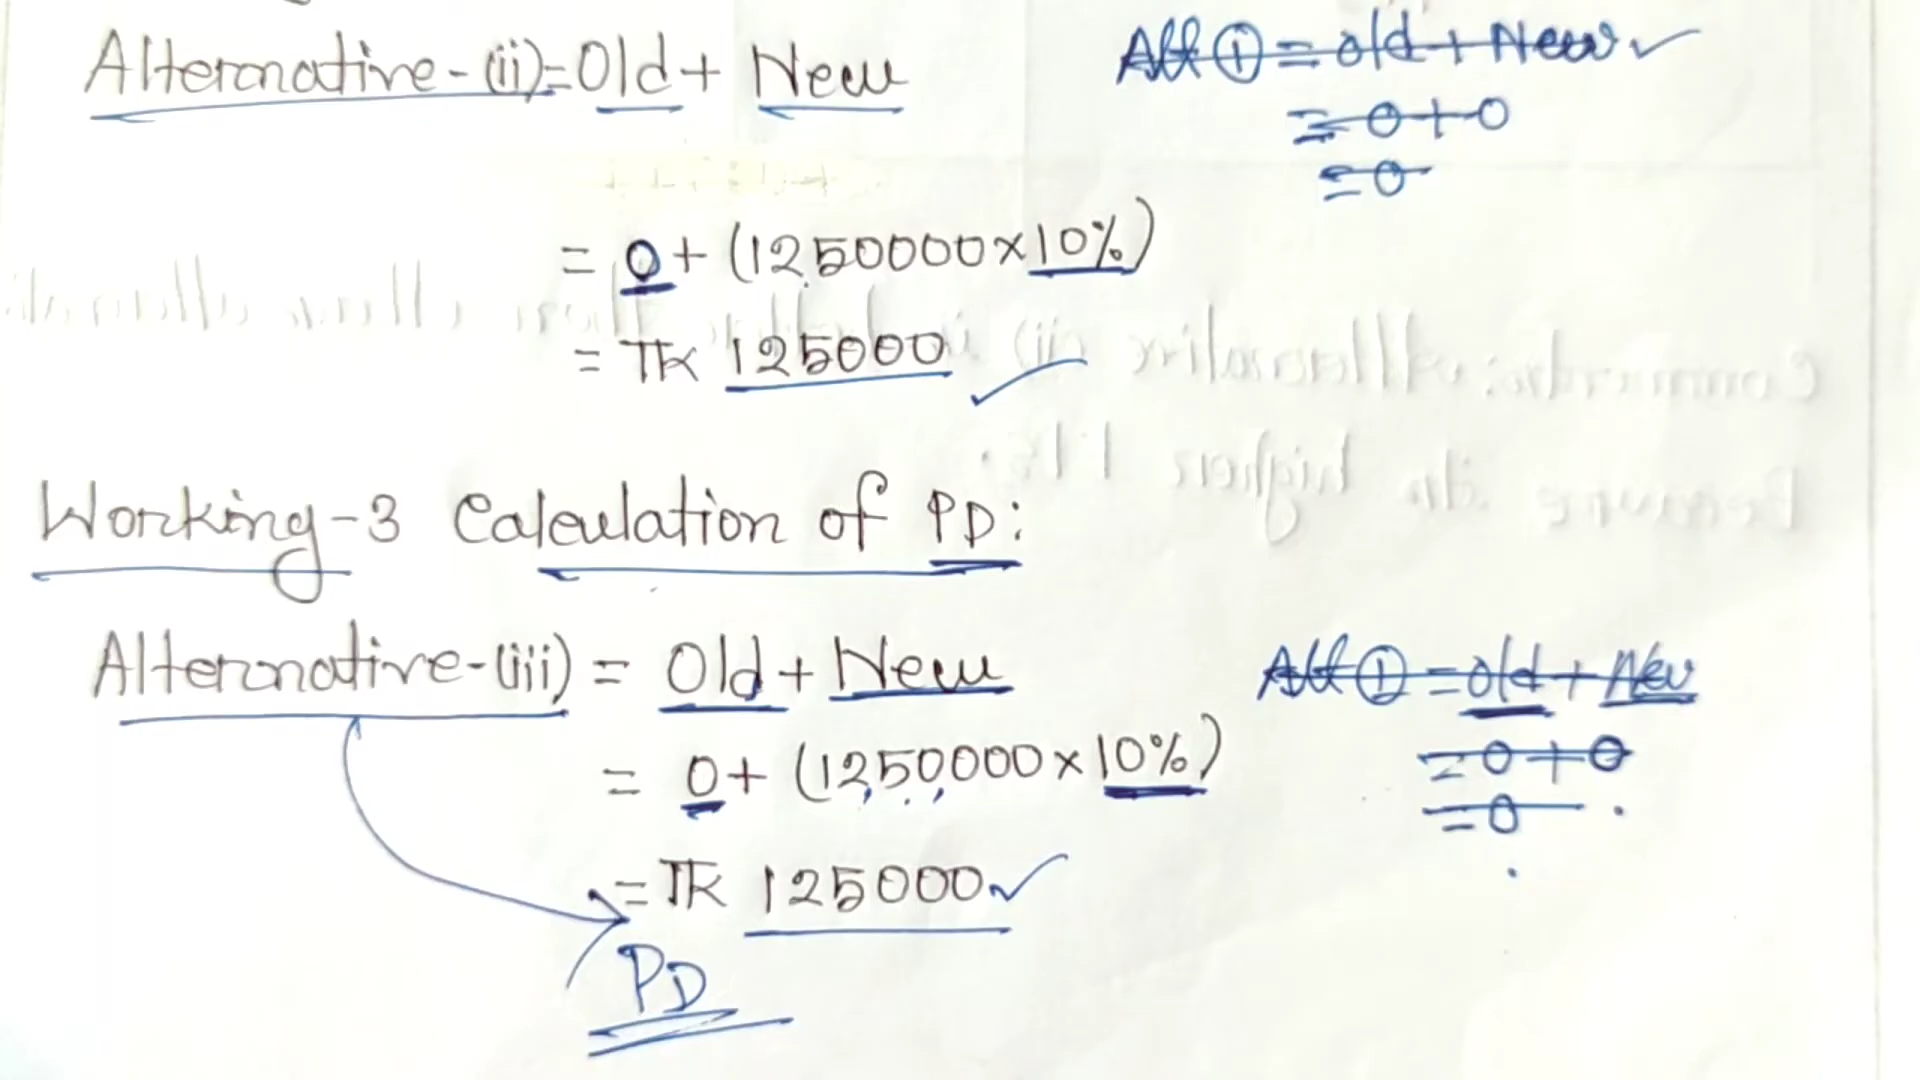 Alternative-(ii)=Old+ New
Alt ① = old + New ✓
= 0 + 0
= 0
= 0 + (1250000×10%)
= TK 125000 ✓
Working-3 Calculation of PD:
Alternative-(iii) = Old + New
Alt ① = old + New
= 0 + 0
= 0
= 0 + (1250000 × 10%)
= TK 125000 ✓
PD